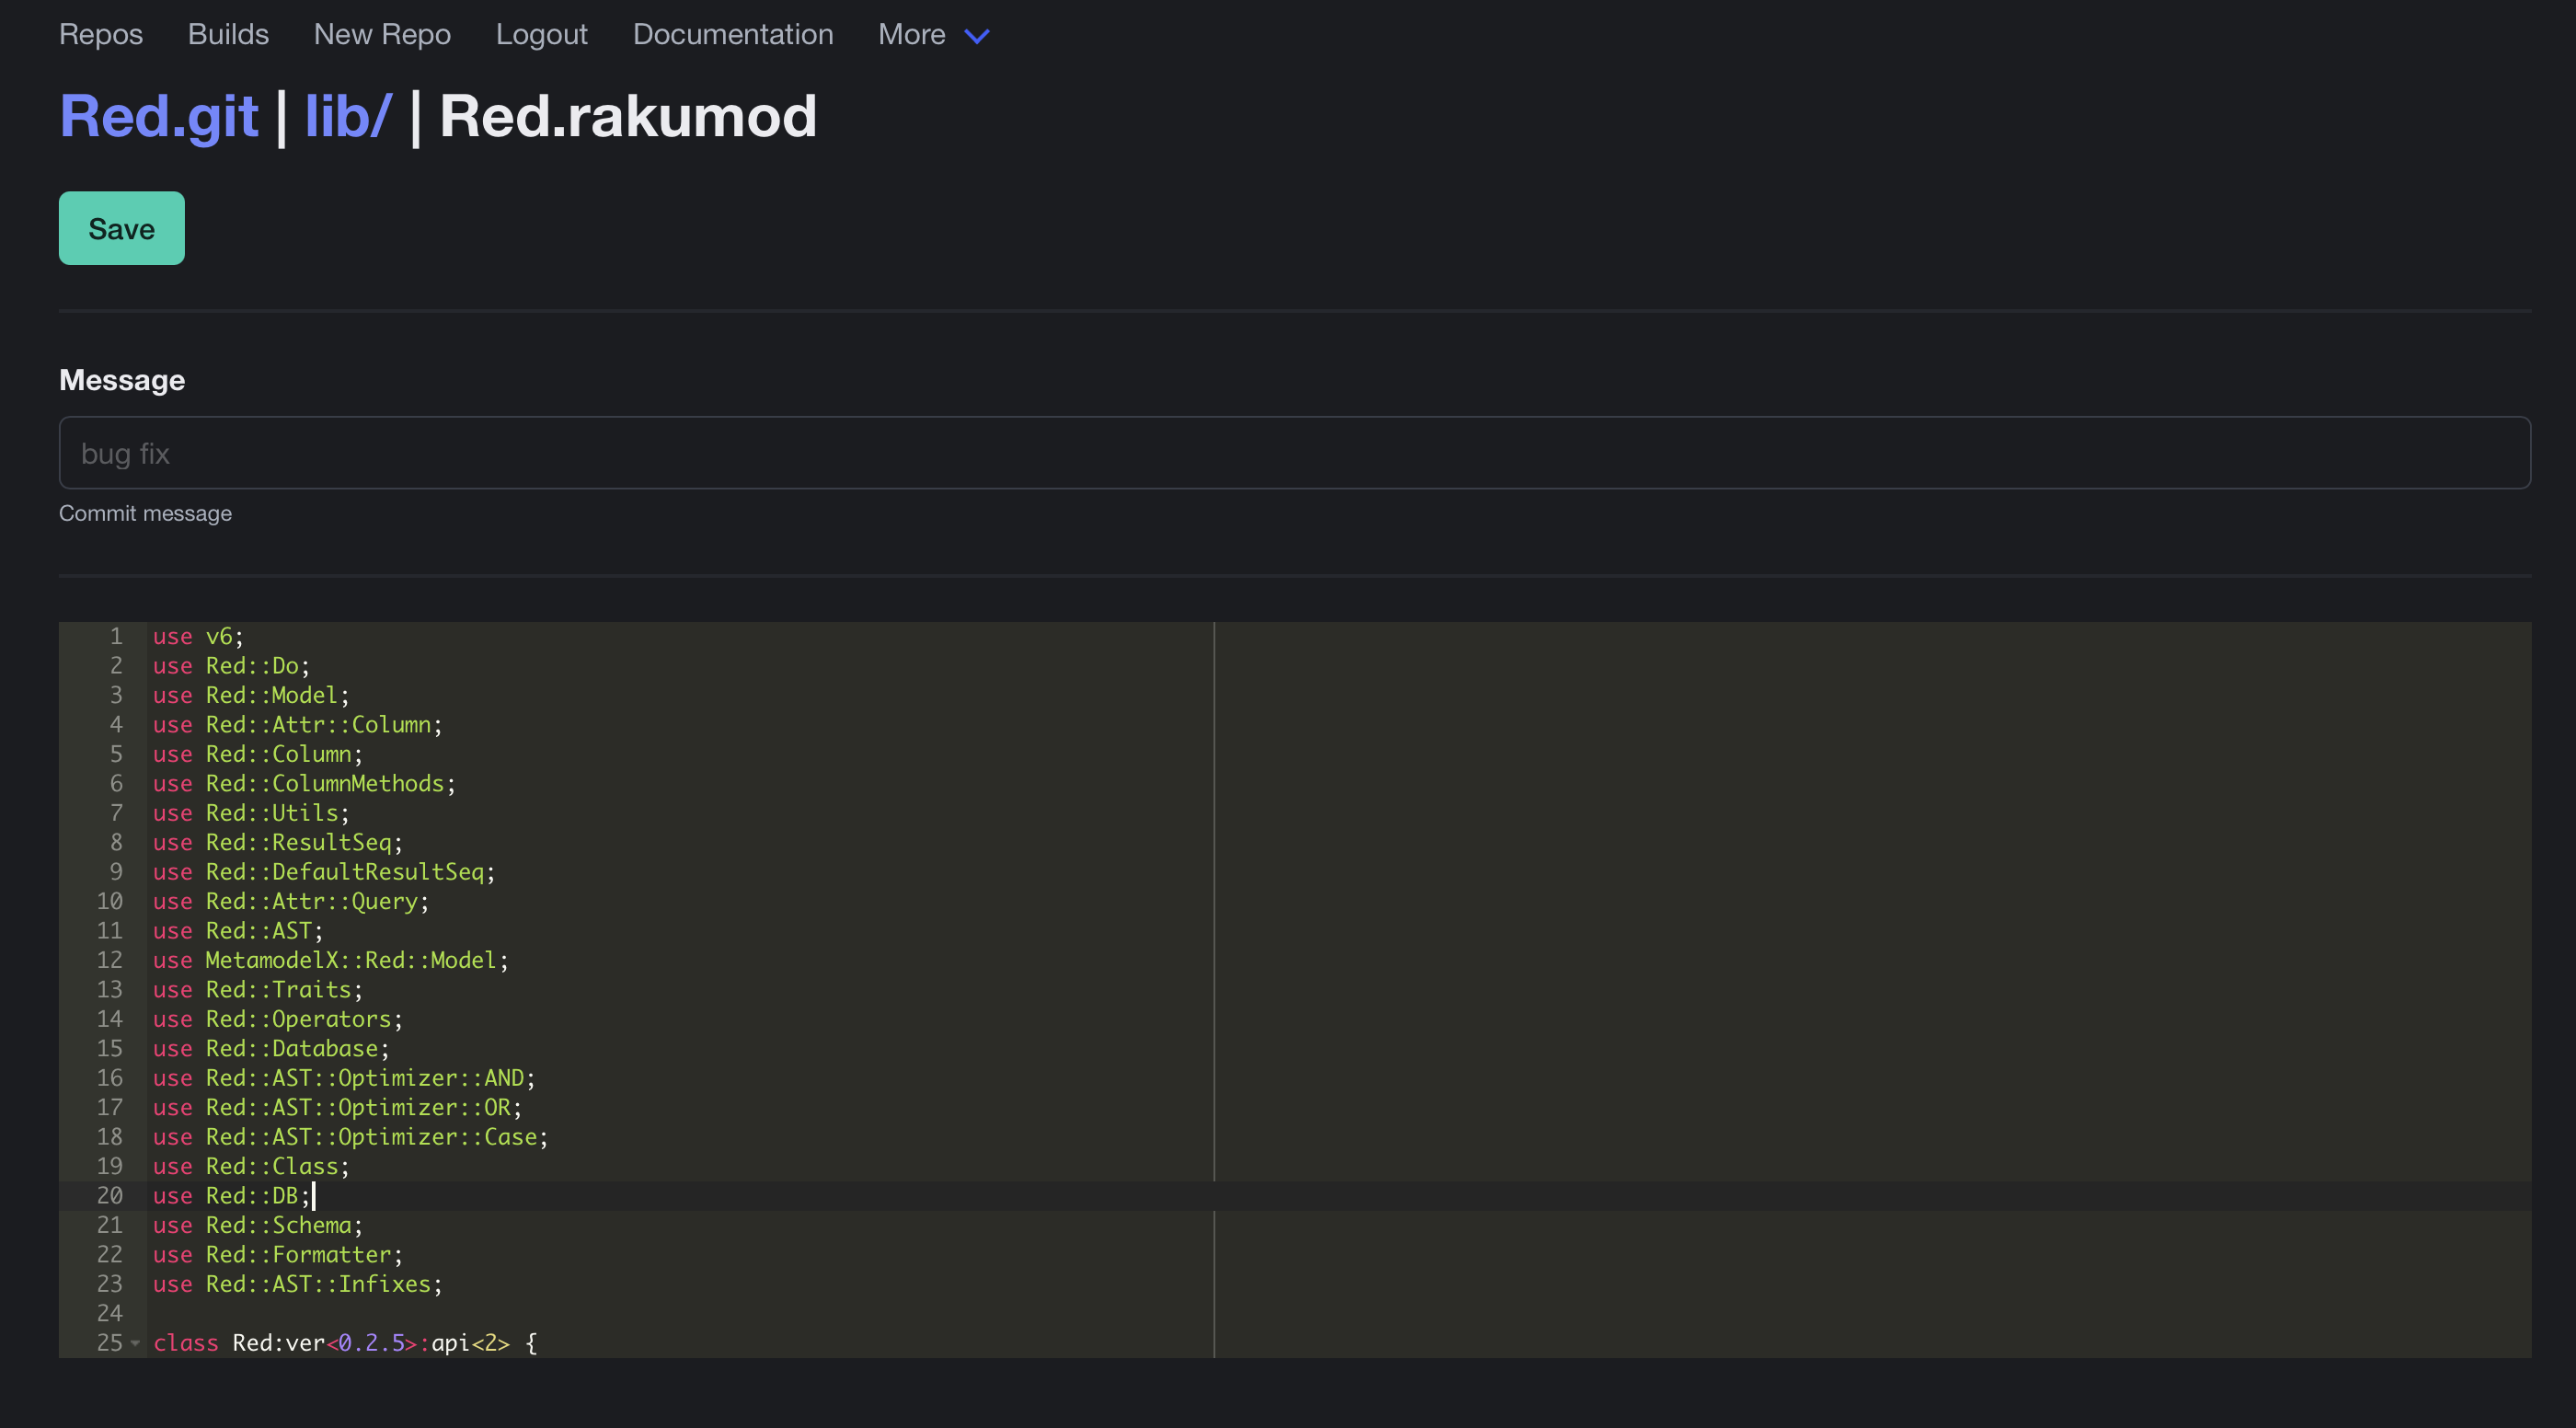 Repos Builds New Repo Logout Documentation More
Red.git | lib/ | Red.rakumod
Save
Message
bug fix
Commit message
1 use v6;
2 use Red::Do;
3 use Red::Model;
4 use Red::Attr::Column;
5 use Red::Column;
6 use Red::ColumnMethods;
7 use Red::Utils;
8 use Red::ResultSeq;
9 use Red::DefaultResultSeq;
10 use Red::Attr::Query;
11 use Red::AST;
12 use MetamodelX::Red::Model;
13 use Red::Traits;
14 use Red::Operators;
15 use Red::Database;
16 use Red::AST::Optimizer::AND;
17 use Red::AST::Optimizer::OR;
18 use Red::AST::Optimizer::Case;
19 use Red::Class;
20 use Red::DB;
21 use Red::Schema;
22 use Red::Formatter;
23 use Red::AST::Infixes;
24
25 class Red:ver<0.2.5>:api<2> {